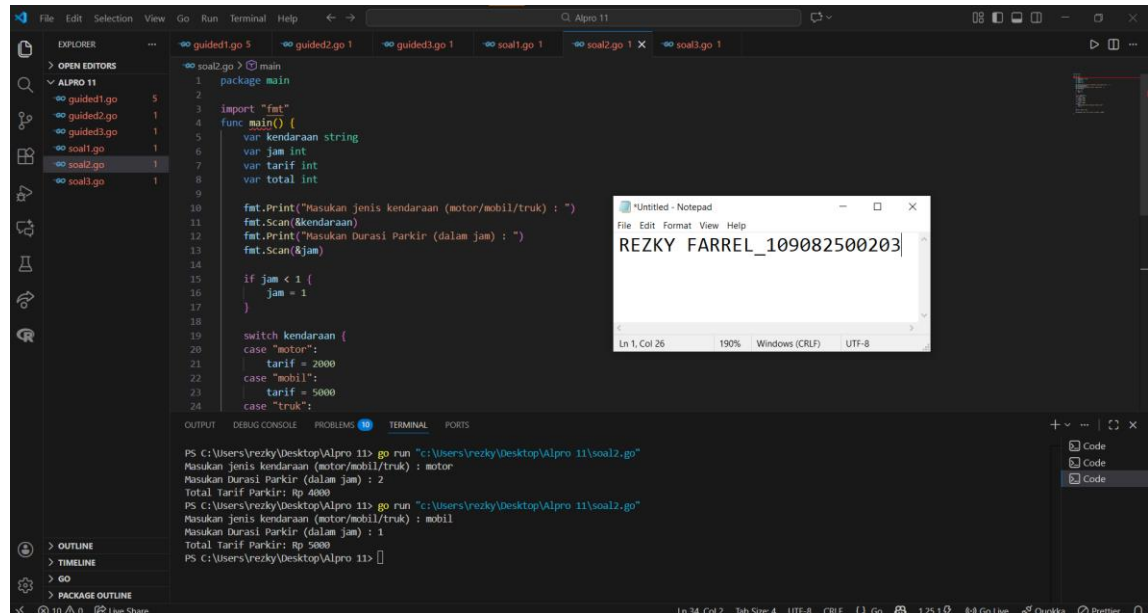 File Edit Selection View Go Run Terminal Help
Alpro 11
EXPLORER
OPEN EDITORS
ALPRO 11
guided1.go 5
guided2.go 1
guided3.go 1
soal1.go 1
soal2.go 1
soal3.go 1
OUTLINE
TIMELINE
GO
PACKAGE OUTLINE
guided1.go 5 guided2.go 1 guided3.go 1 soal1.go 1 soal2.go 1 soal3.go 1
soal2.go > main
1 package main
2
3 import "fmt"
4 func main() {
5 var kendaraan string
6 var jam int
7 var tarif int
8 var total int
9
10 fmt.Print("Masukan jenis kendaraan (motor/mobil/truk) : ")
11 fmt.Scan(&kendaraan)
12 fmt.Print("Masukan Durasi Parkir (dalam jam) : ")
13 fmt.Scan(&jam)
14
15 if jam < 1 {
16 jam = 1
17 }
18
19 switch kendaraan {
20 case "motor":
21 tarif = 2000
22 case "mobil":
23 tarif = 5000
24 case "truk":
*Untitled - Notepad
File Edit Format View Help
REZKY FARREL_109082500203
Ln 1, Col 26 190% Windows (CRLF) UTF-8
OUTPUT DEBUG CONSOLE PROBLEMS 10 TERMINAL PORTS
PS C:\Users\rezky\Desktop\Alpro 11> go run "c:\Users\rezky\Desktop\Alpro 11\soal2.go"
Masukan jenis kendaraan (motor/mobil/truk) : motor
Masukan Durasi Parkir (dalam jam) : 2
Total Tarif Parkir: Rp 4000
PS C:\Users\rezky\Desktop\Alpro 11> go run "c:\Users\rezky\Desktop\Alpro 11\soal2.go"
Masukan jenis kendaraan (motor/mobil/truk) : mobil
Masukan Durasi Parkir (dalam jam) : 1
Total Tarif Parkir: Rp 5000
PS C:\Users\rezky\Desktop\Alpro 11>
Code
Code
Code
10 0 Live Share Ln 34, Col 2 Tab Size: 4 UTF-8 CRLF {} Go 1.25.1 Go Live Quokka Prettier